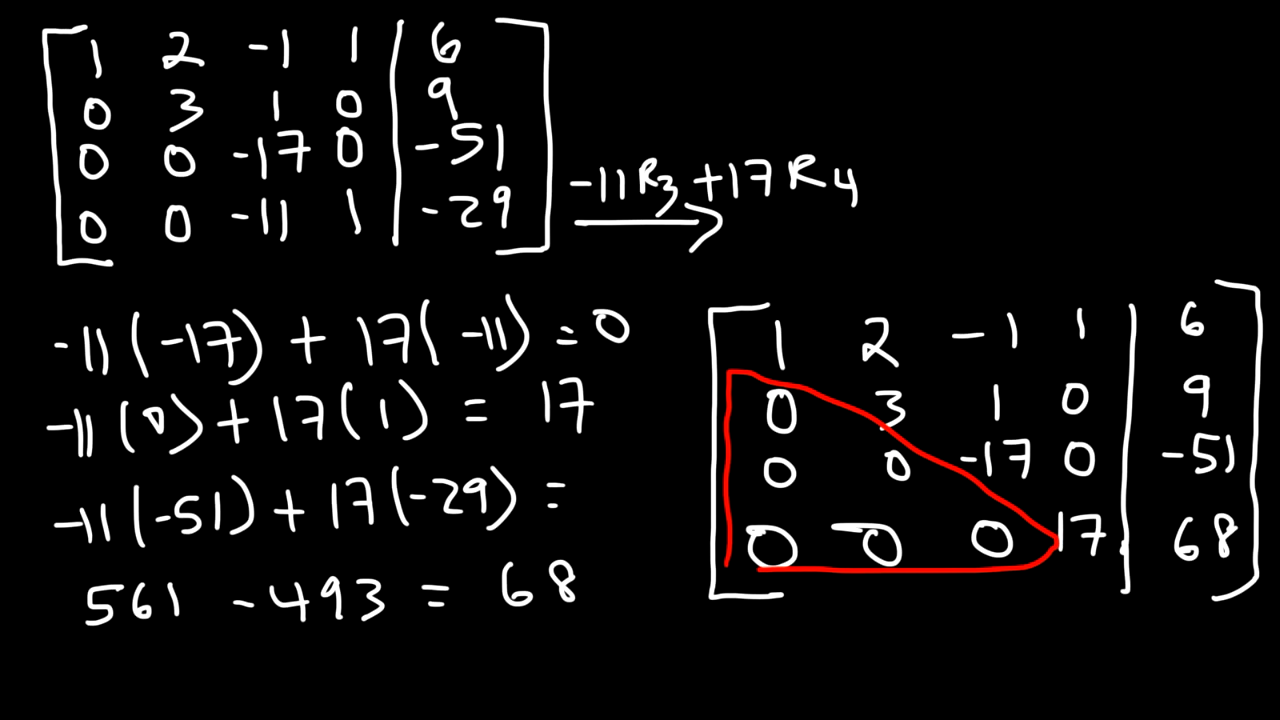 1 2 -1 1 | 6
0 3 1 0 | 9
0 0 -17 0 | -51
0 0 -11 1 | -29
-11R3 + 17R4
-11(-17) + 17(-11) = 0
-11(0) + 17(1) = 17
-11(-51) + 17(-29) =
561 - 493 = 68
1 2 -1 1 | 6
0 3 1 0 | 9
0 0 -17 0 | -51
0 0 0 17 | 68